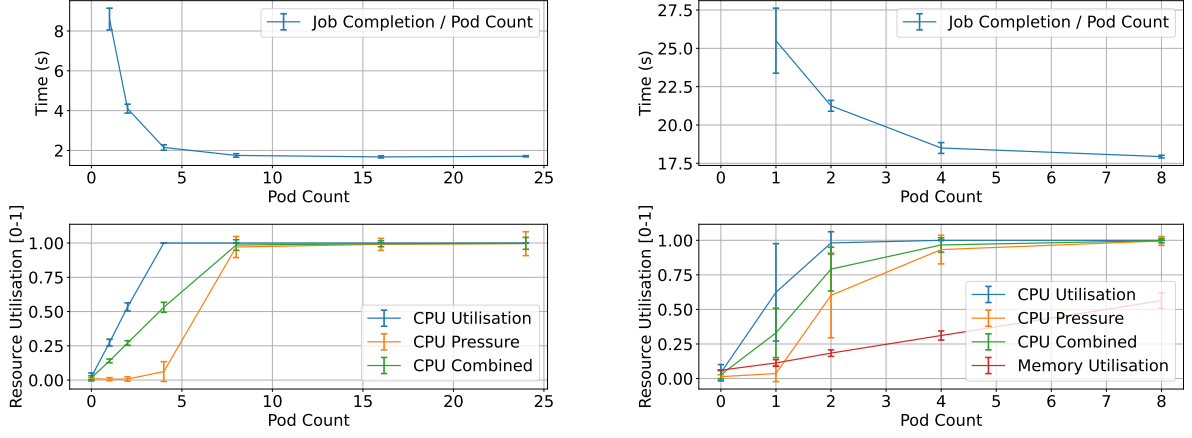 Job Completion / Pod Count
Time (s)
8
6
4
2
0 5 10 15 20 25
Pod Count
Job Completion / Pod Count
Time (s)
27.5
25.0
22.5
20.0
17.5
0 1 2 3 4 5 6 7 8
Pod Count
Resource Utilisation [0-1]
1.00
0.75
0.50
0.25
0.00
CPU Utilisation
CPU Pressure
CPU Combined
0 5 10 15 20 25
Pod Count
Resource Utilisation [0-1]
1.00
0.75
0.50
0.25
0.00
CPU Utilisation
CPU Pressure
CPU Combined
Memory Utilisation
0 1 2 3 4 5 6 7 8
Pod Count